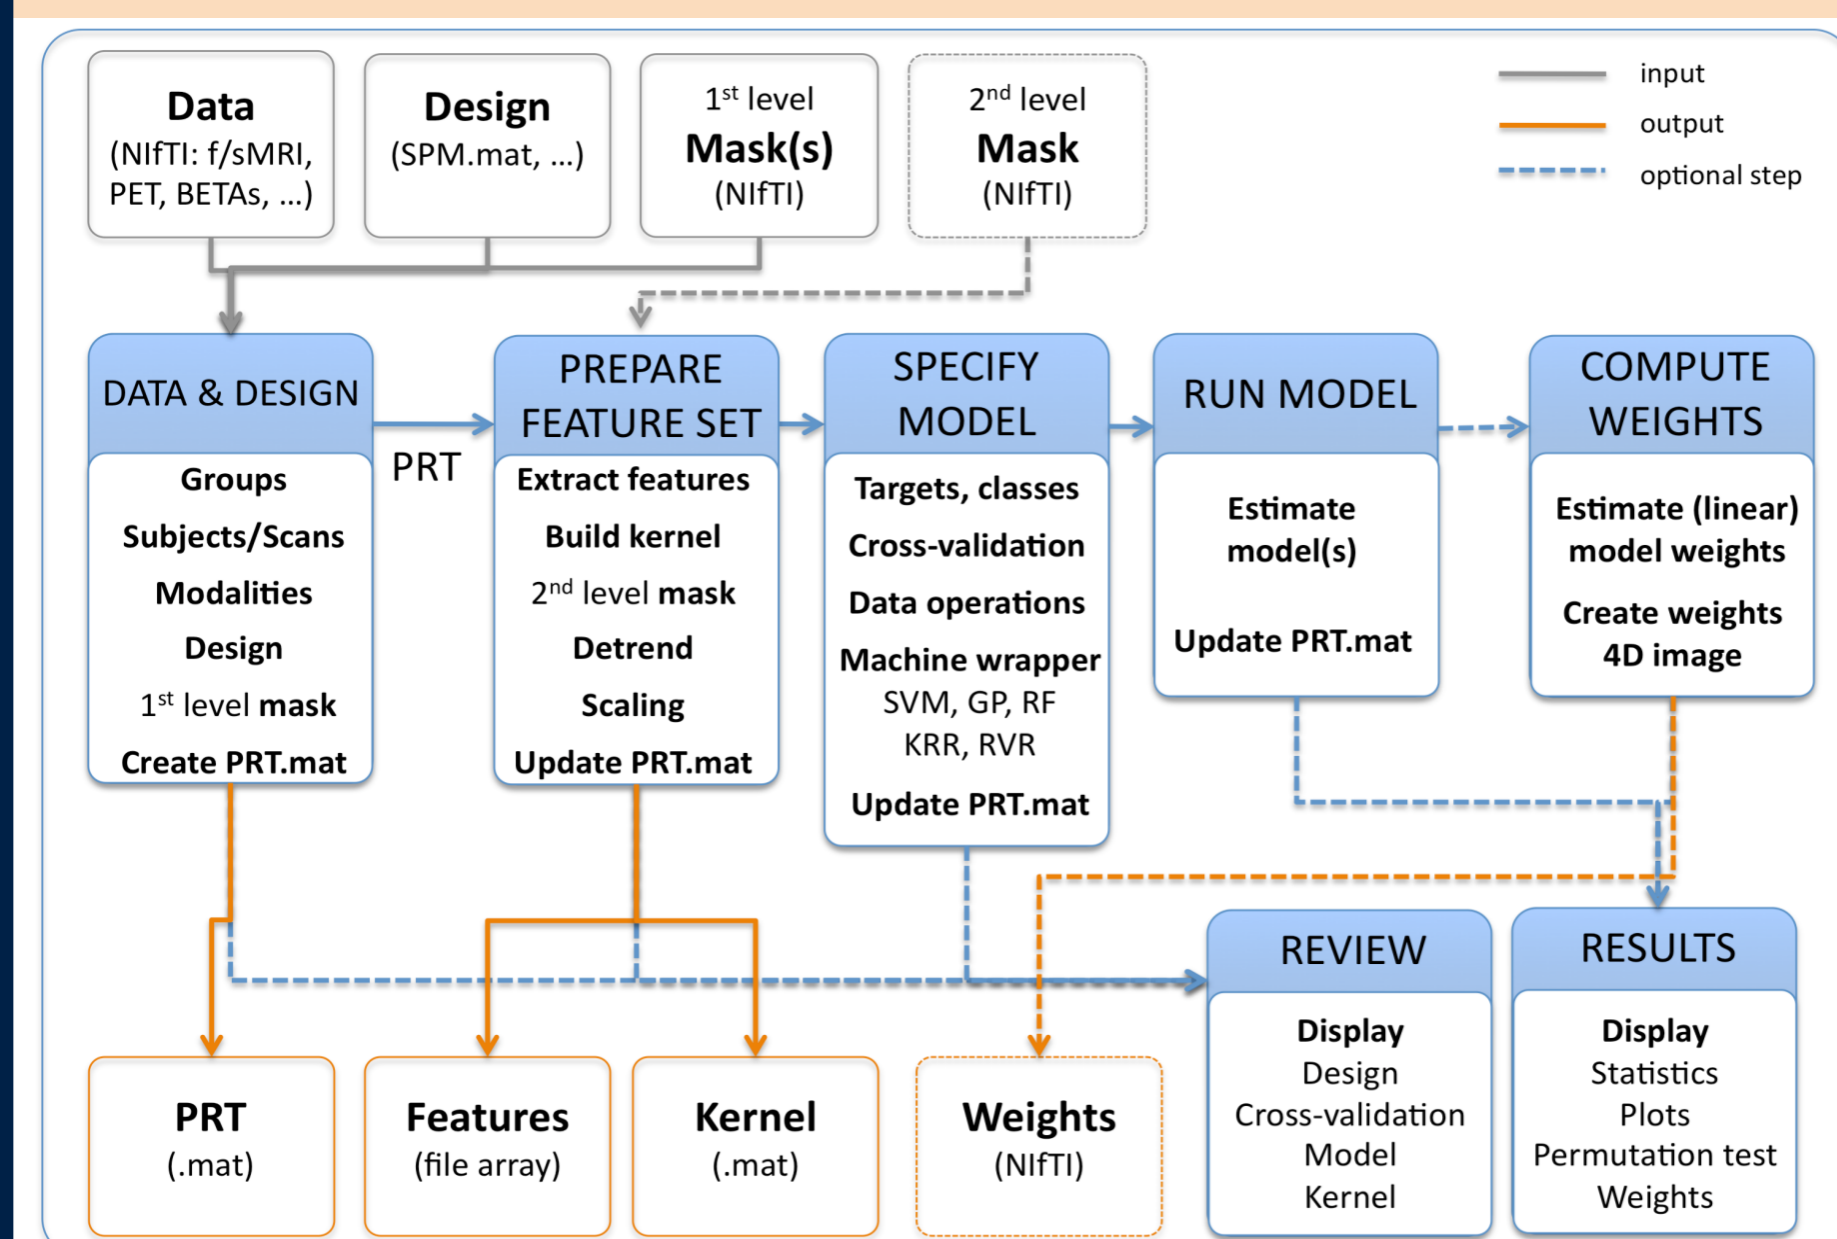 Data
(NIfTI: f/sMRI,
PET, BETAs, ...)
Design
(SPM.mat, ...)
1st level
Mask(s)
(NIfTI)
2nd level
Mask
(NIfTI)
input
output
optional step
DATA & DESIGN
Groups
Subjects/Scans
Modalities
Design
1st level mask
Create PRT.mat
PRT
PREPARE
FEATURE SET
Extract features
Build kernel
2nd level mask
Detrend
Scaling
Update PRT.mat
SPECIFY
MODEL
Targets, classes
Cross-validation
Data operations
Machine wrapper
SVM, GP, RF
KRR, RVR
Update PRT.mat
RUN MODEL
Estimate
model(s)
Update PRT.mat
COMPUTE
WEIGHTS
Estimate (linear)
model weights
Create weights
4D image
PRT
(.mat)
Features
(file array)
Kernel
(.mat)
Weights
(NIfTI)
REVIEW
Display
Design
Cross-validation
Model
Kernel
RESULTS
Display
Statistics
Plots
Permutation test
Weights